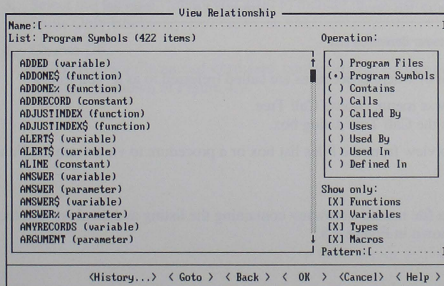 View Relationship
Name:[
List: Program Symbols (422 items)
ADDED (variable)
ADDONE$ (function)
ADDONE% (function)
ADDRECORD (constant)
ADJUSTINDEX (function)
ADJUSTINDEX$ (function)
ALERT$ (variable)
ALERT$ (variable)
ALINE (constant)
ANSWER (variable)
ANSWER (parameter)
ANSWER$ (variable)
ANSWER% (parameter)
ANYRECORDS (variable)
ARGUMENT (parameter)
Operation:
( ) Program Files
(•) Program Symbols
( ) Contains
( ) Calls
( ) Called By
( ) Uses
( ) Used By
( ) Used In
( ) Defined In
Show only:
[X] Functions
[X] Variables
[X] Types
[X] Macros
Pattern:[
<History...> < Goto > < Back > < OK > <Cancel> < Help >